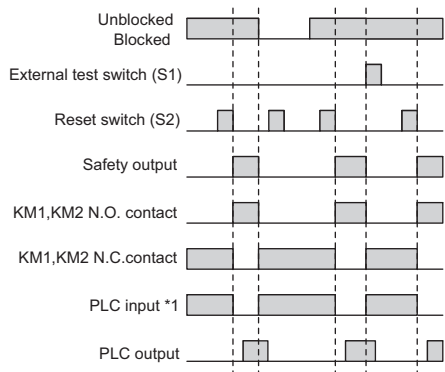 Unblocked
Blocked
External test switch (S1)
Reset switch (S2)
Safety output
KM1,KM2 N.O. contact
KM1,KM2 N.C.contact
PLC input *1
PLC output